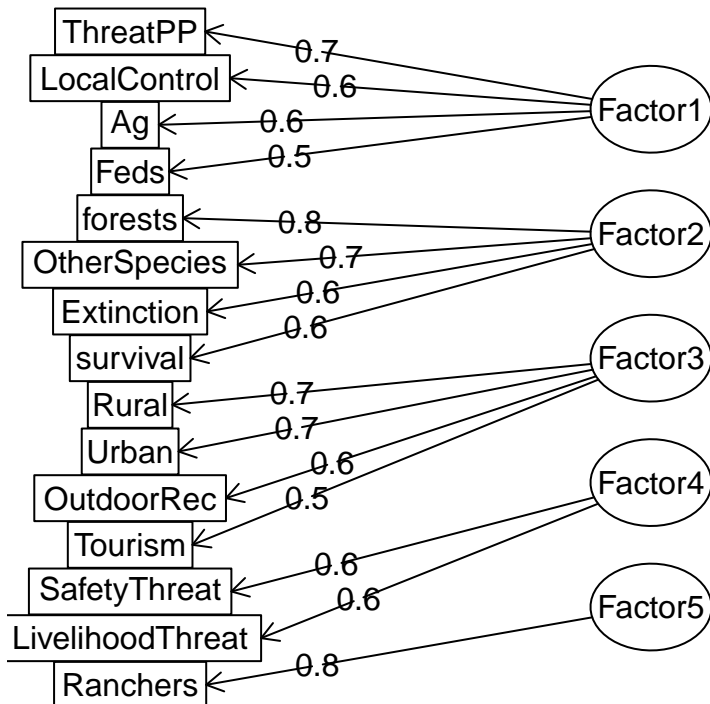 ThreatPP
LocalControl
Ag
Feds
forests
OtherSpecies
Extinction
survival
Rural
Urban
OutdoorRec
Tourism
SafetyThreat
LivelihoodThreat
Ranchers
0.7
0.6
0.6
0.5
0.8
0.7
0.6
0.6
0.7
0.7
0.6
0.5
0.6
0.6
0.8
Factor1
Factor2
Factor3
Factor4
Factor5